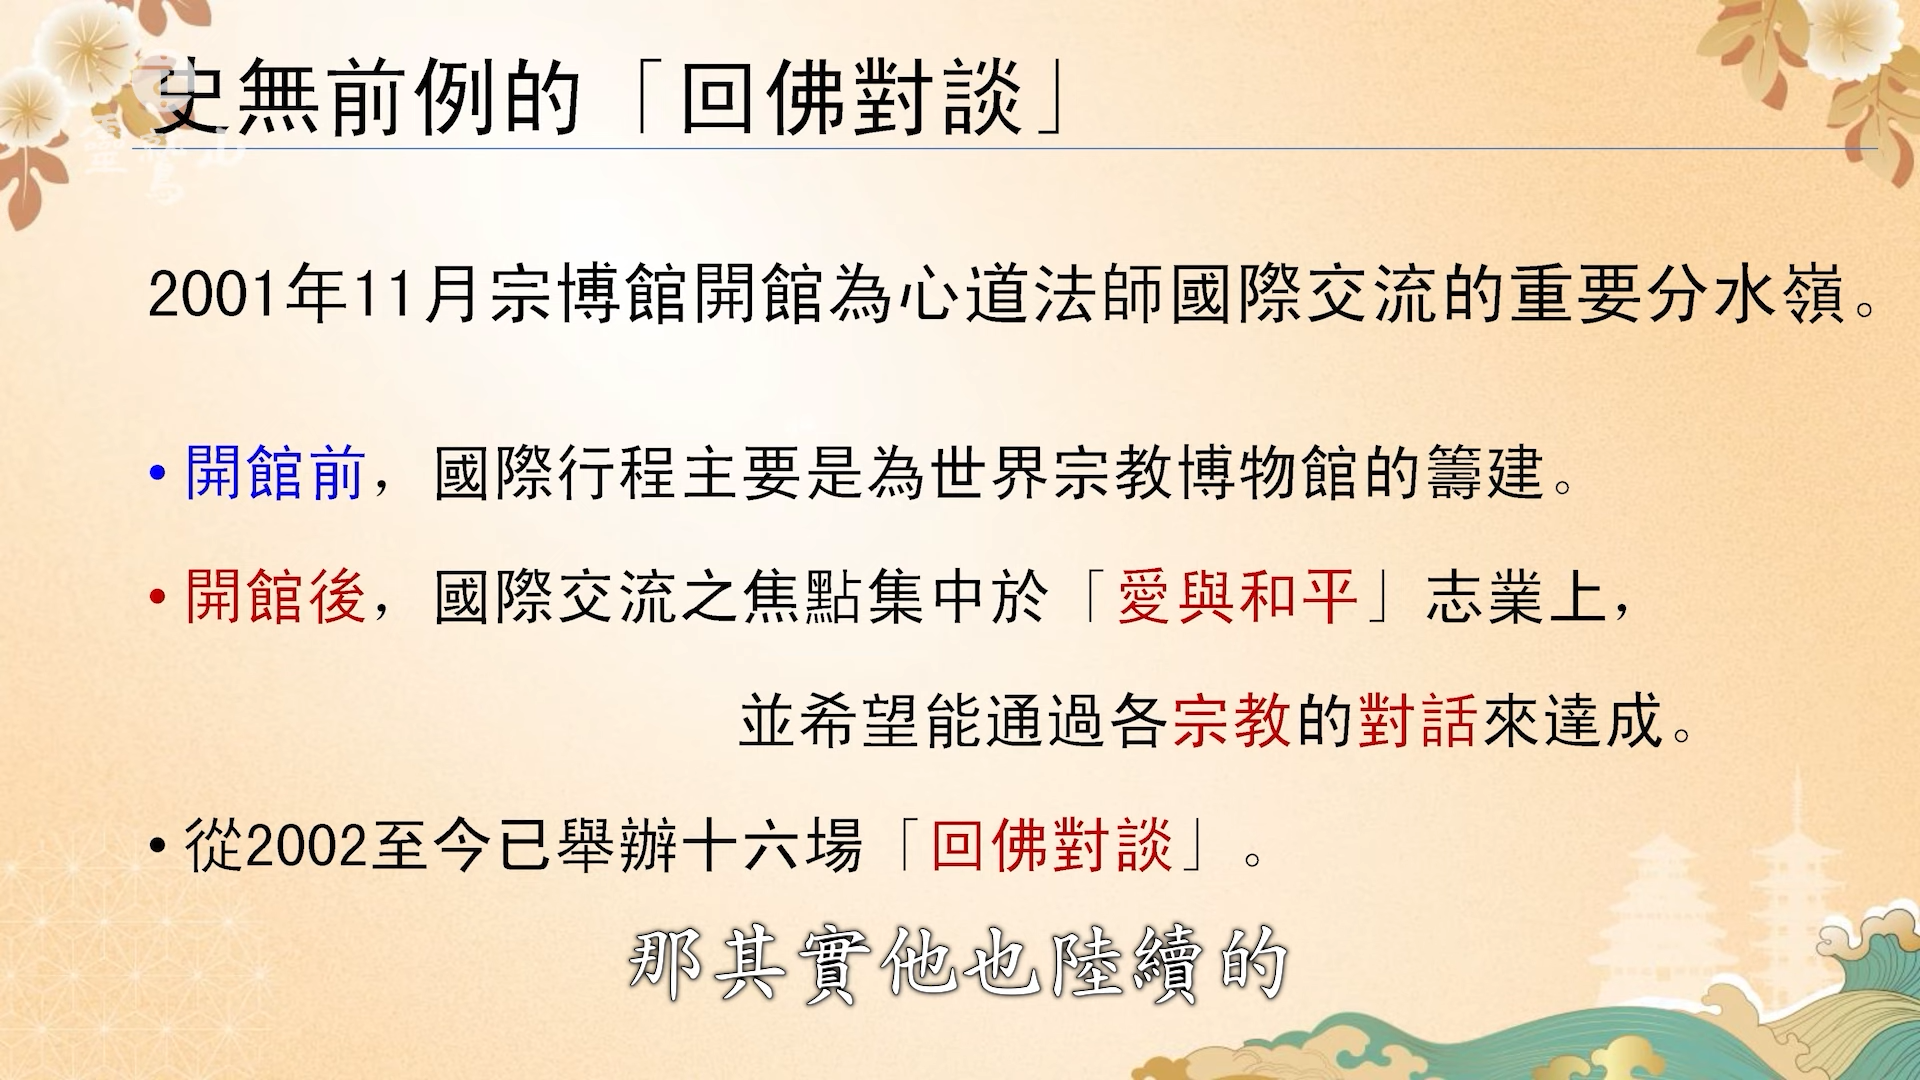 史無前例的「回佛對談」
靈鷲山
2001年11月宗博館開館為心道法師國際交流的重要分水嶺。
• 開館前，國際行程主要是為世界宗教博物館的籌建。
• 開館後，國際交流之焦點集中於「愛與和平」志業上，
並希望能通過各宗教的對話來達成。
• 從2002至今已舉辦十六場「回佛對談」。
那其實他也陸續的